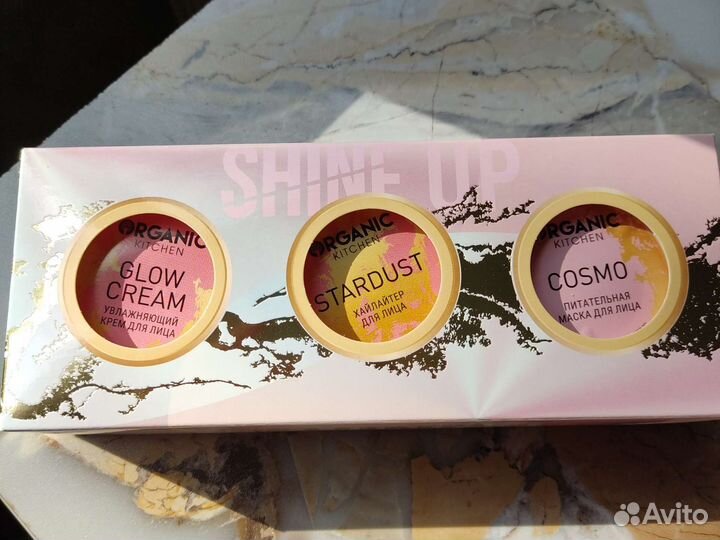 SHINE UP
ORGANIC
KITCHEN
GLOW
CREAM
УВЛАЖНЯЮЩИЙ
КРЕМ ДЛЯ ЛИЦА
ORGANIC
KITCHEN
STARDUST
ХАЙЛАЙТЕР
ДЛЯ ЛИЦА
ORGANIC
KITCHEN
COSMO
ПИТАТЕЛЬНАЯ
МАСКА ДЛЯ ЛИЦА
Avito